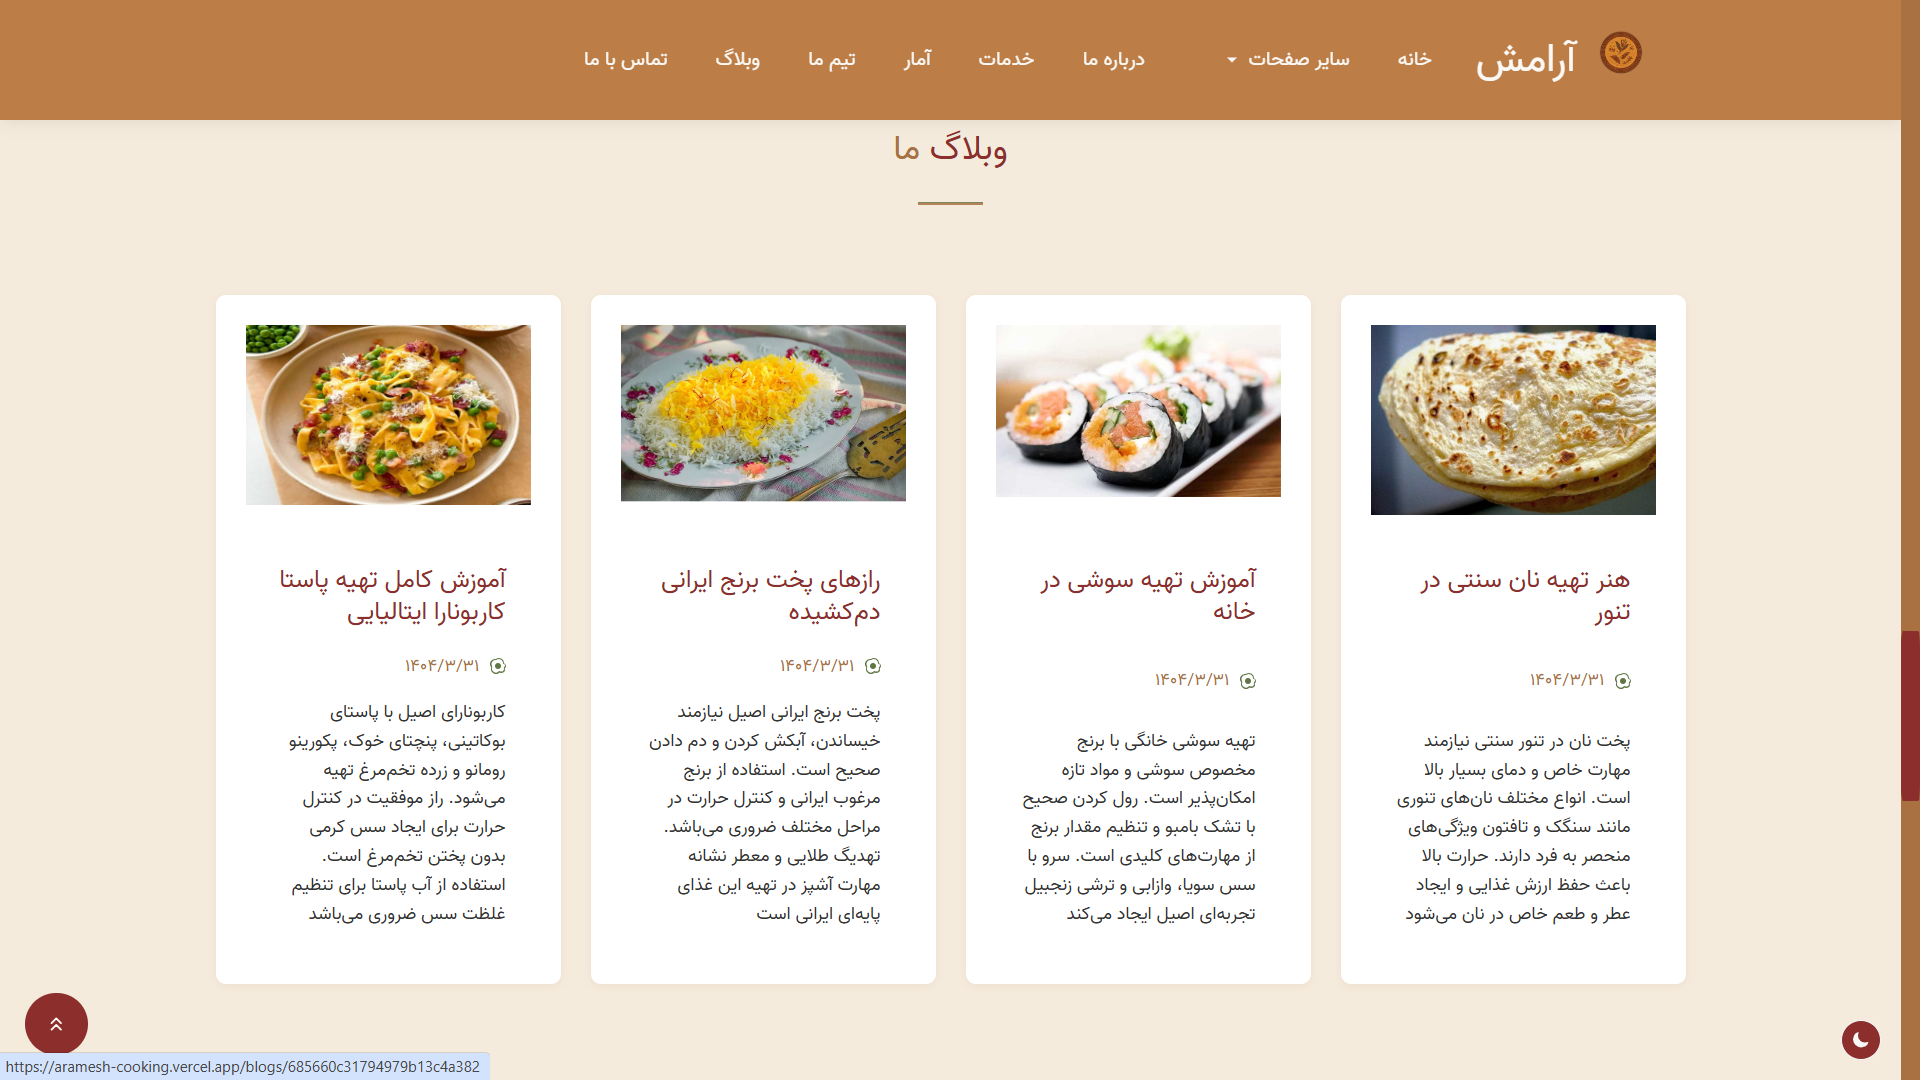 آرامش
خانه
سایر صفحات
درباره ما
خدمات
آمار
تیم ما
وبلاگ
تماس با ما
وبلاگ ما
هنر تهیه نان سنتی در
تنور
۱۴۰۴/۳/۳۱
پخت نان در تنور سنتی نیازمند
مهارت خاص و دمای بسیار بالا
است. انواع مختلف نان‌های تنوری
مانند سنگک و تافتون ویژگی‌های
منحصر به فرد دارند. حرارت بالا
باعث حفظ ارزش غذایی و ایجاد
عطر و طعم خاص در نان می‌شود
آموزش تهیه سوشی در
خانه
۱۴۰۴/۳/۳۱
تهیه سوشی خانگی با برنج
مخصوص سوشی و مواد تازه
امکان‌پذیر است. رول کردن صحیح
با تشک بامبو و تنظیم مقدار برنج
از مهارت‌های کلیدی است. سرو با
سس سویا، وازابی و ترشی زنجبیل
تجربه‌ای اصیل ایجاد می‌کند
رازهای پخت برنج ایرانی
دم‌کشیده
۱۴۰۴/۳/۳۱
پخت برنج ایرانی اصیل نیازمند
خیساندن، آبکش کردن و دم دادن
صحیح است. استفاده از برنج
مرغوب ایرانی و کنترل حرارت در
مراحل مختلف ضروری می‌باشد.
تهدیگ طلایی و معطر نشانه
مهارت آشپز در تهیه این غذای
پایه‌ای ایرانی است
آموزش کامل تهیه پاستا
کاربونارا ایتالیایی
۱۴۰۴/۳/۳۱
کاربونارای اصیل با پاستای
بوکاتینی، پنچتای خوک، پکورینو
رومانو و زرده تخم‌مرغ تهیه
می‌شود. راز موفقیت در کنترل
حرارت برای ایجاد سس کرمی
بدون پختن تخم‌مرغ است.
استفاده از آب پاستا برای تنظیم
غلظت سس ضروری می‌باشد
https://aramesh-cooking.vercel.app/blogs/685660c31794979b13c4a382